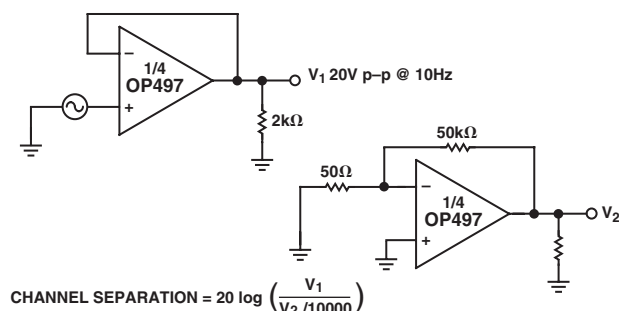 1/4
OP497
−
+
V1 20V p–p @ 10Hz
2kΩ
50kΩ
50Ω
−
1/4
OP497
+
V2
CHANNEL SEPARATION = 20 log (V1 / V2 /10000)